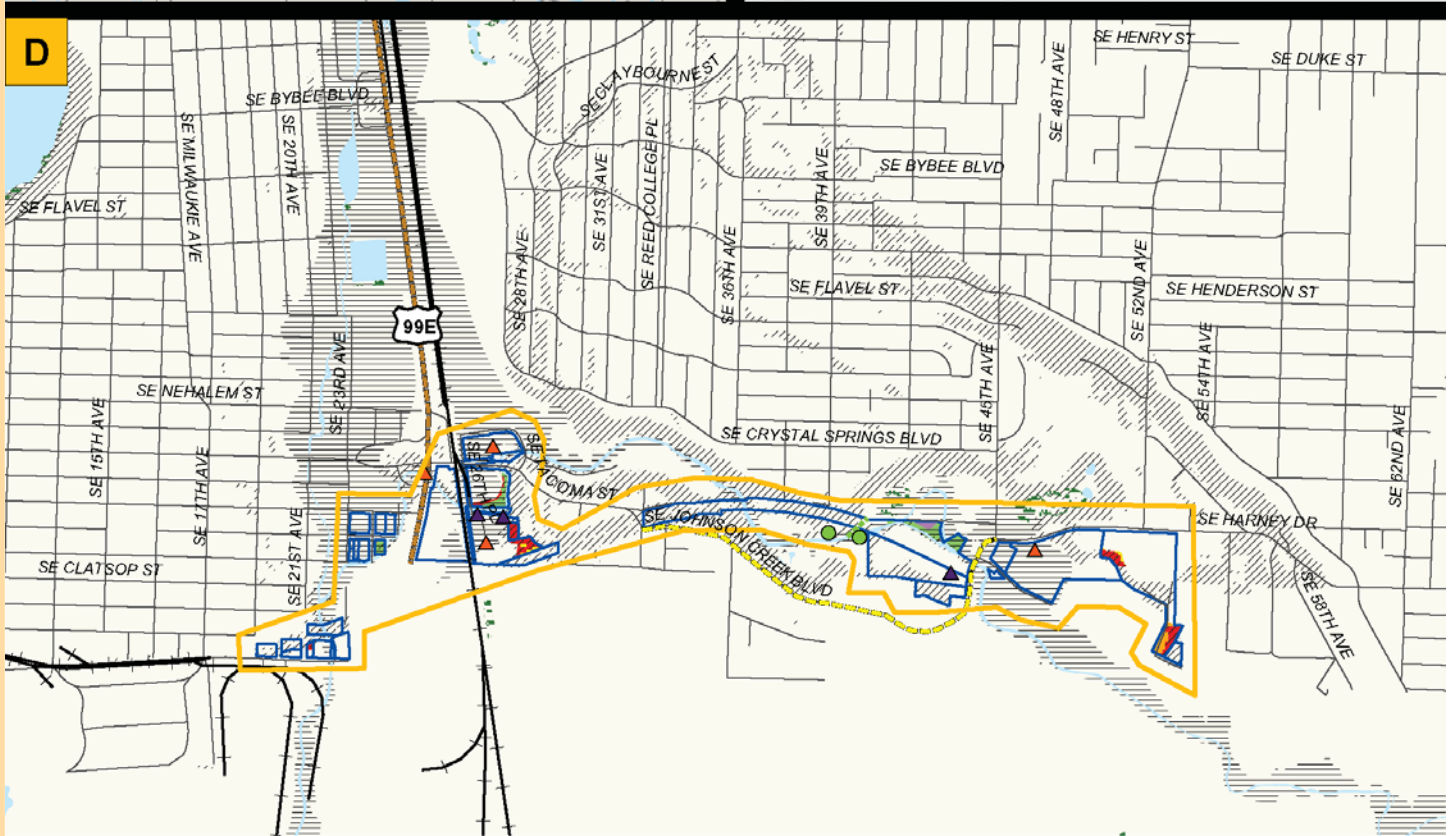 D
SE HENRY ST
SE DUKE ST
SE CLAYBOURNE ST
SE BYBEE BLVD
SE 48TH AVE
SE MILWAUKIE AVE
SE 20TH AVE
SE 31ST AVE
SE REED COLLEGE PL
SE 39TH AVE
SE BYBEE BLVD
SE FLAVEL ST
SE 28TH AVE
SE 36TH AVE
SE FLAVEL ST
SE 52ND AVE
SE HENDERSON ST
99E
SE 23RD AVE
SE 45TH AVE
SE 54TH AVE
SE NEHALEM ST
SE 15TH AVE
SE CRYSTAL SPRINGS BLVD
SE 62ND AVE
SE 17TH AVE
SE TACOMA ST
SE 21ST AVE
SE JOHNSON CREEK BLVD
SE HARNEY DR
SE CLATSOP ST
SE 58TH AVE